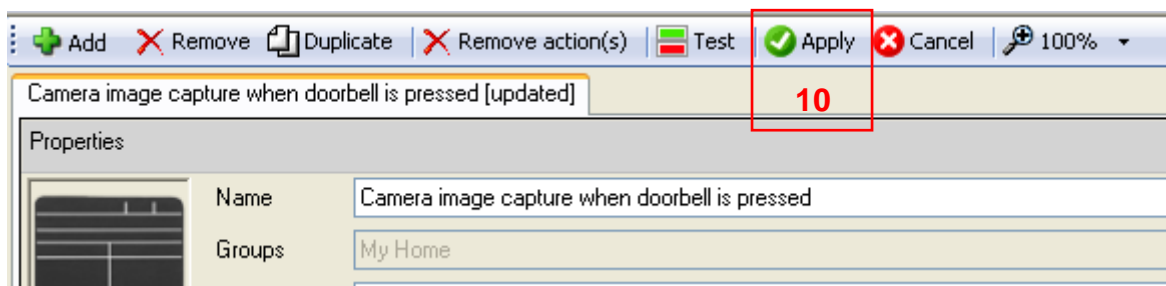 Add Remove Duplicate Remove action(s) Test Apply Cancel 100%
Camera image capture when doorbell is pressed [updated]
10
Properties
Name Camera image capture when doorbell is pressed
Groups My Home